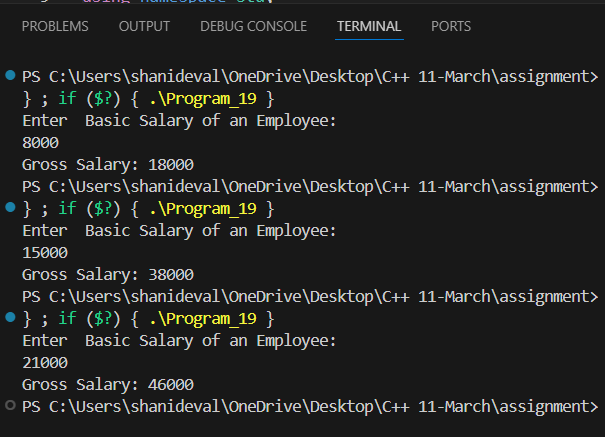 PROBLEMS OUTPUT DEBUG CONSOLE TERMINAL PORTS
PS C:\Users\shanideval\OneDrive\Desktop\C++ 11-March\assignment>
} ; if ($?) { .\Program_19 }
Enter  Basic Salary of an Employee:
8000
Gross Salary: 18000
PS C:\Users\shanideval\OneDrive\Desktop\C++ 11-March\assignment>
} ; if ($?) { .\Program_19 }
Enter  Basic Salary of an Employee:
15000
Gross Salary: 38000
PS C:\Users\shanideval\OneDrive\Desktop\C++ 11-March\assignment>
} ; if ($?) { .\Program_19 }
Enter  Basic Salary of an Employee:
21000
Gross Salary: 46000
PS C:\Users\shanideval\OneDrive\Desktop\C++ 11-March\assignment>